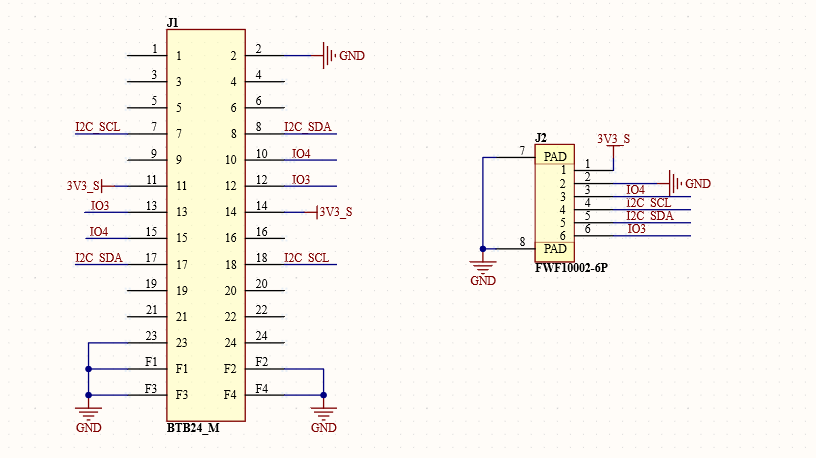 J1
1 1 2 2 GND
3 3 4 4
5 5 6 6
I2C_SCL 7 7 8 8 I2C_SDA
9 9 10 10 IO4
3V3_S 11 11 12 12 IO3
IO3 13 13 14 14 3V3_S
IO4 15 15 16 16
I2C_SDA 17 17 18 18 I2C_SCL
19 19 20 20
21 21 22 22
23 23 24 24
F1 F1 F2 F2
F3 F3 F4 F4
GND GND
BTB24_M
J2
3V3_S
7 PAD
1 1
2 2 GND
3 3 IO4
4 4 I2C_SCL
5 5 I2C_SDA
6 6 IO3
8 PAD
GND
FWF10002-6P